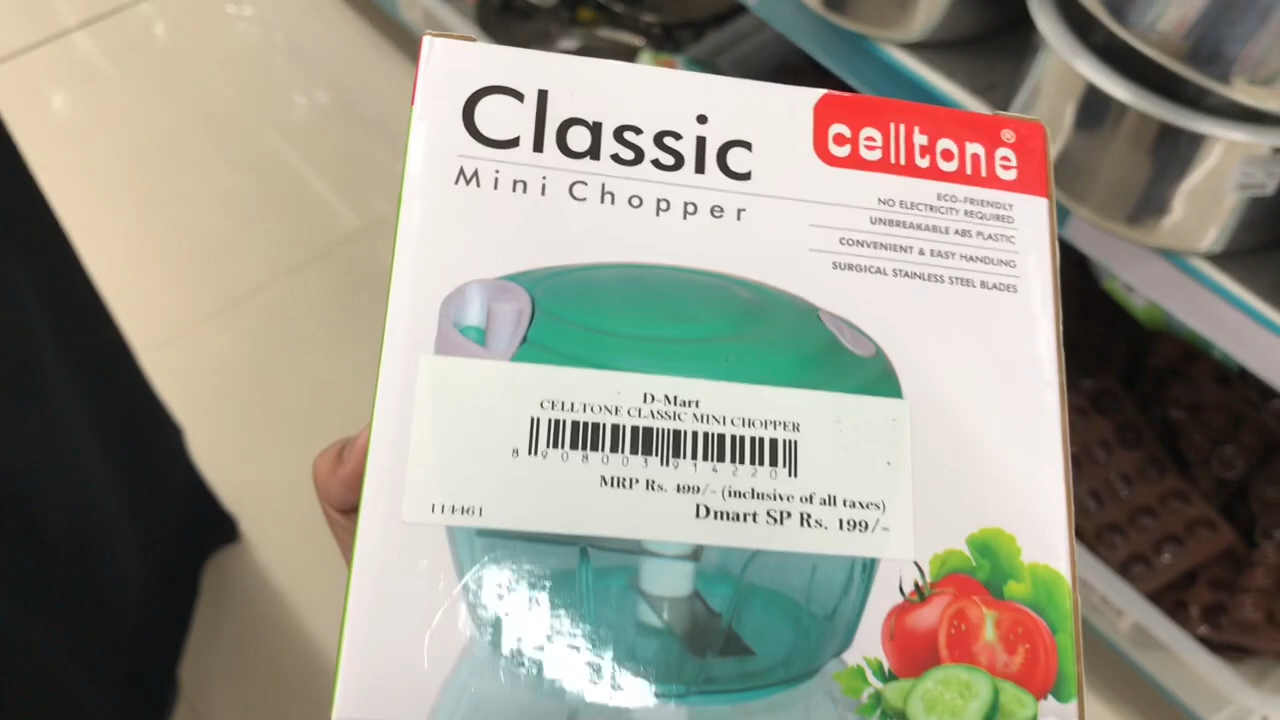 Classic
Mini Chopper
celltone®
ECO-FRIENDLY
NO ELECTRICITY REQUIRED
UNBREAKABLE ABS PLASTIC
CONVENIENT & EASY HANDLING
SURGICAL STAINLESS STEEL BLADES
D-Mart
CELLTONE CLASSIC MINI CHOPPER
8908003914220
MRP Rs. 499/- (inclusive of all taxes)
114461
Dmart SP Rs. 199/-